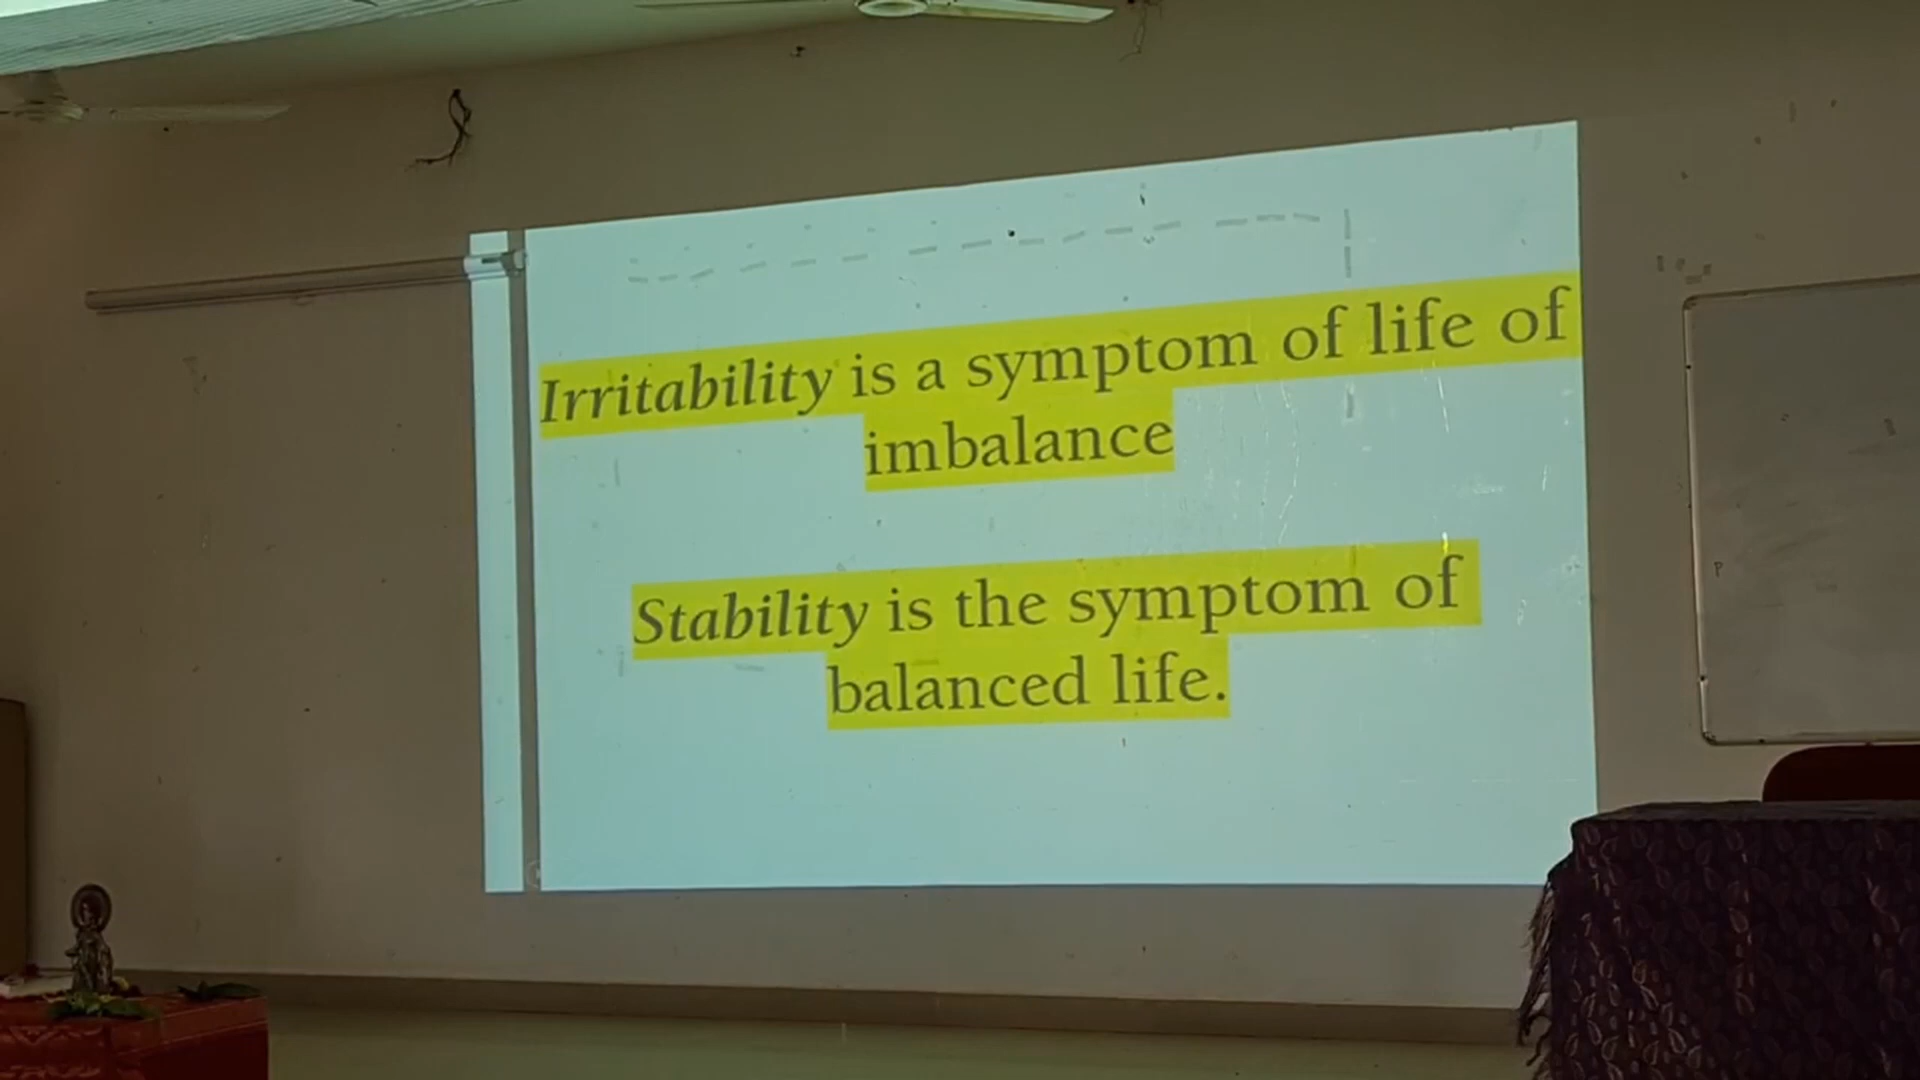 Irritability is a symptom of life of
imbalance
Stability is the symptom of
balanced life.